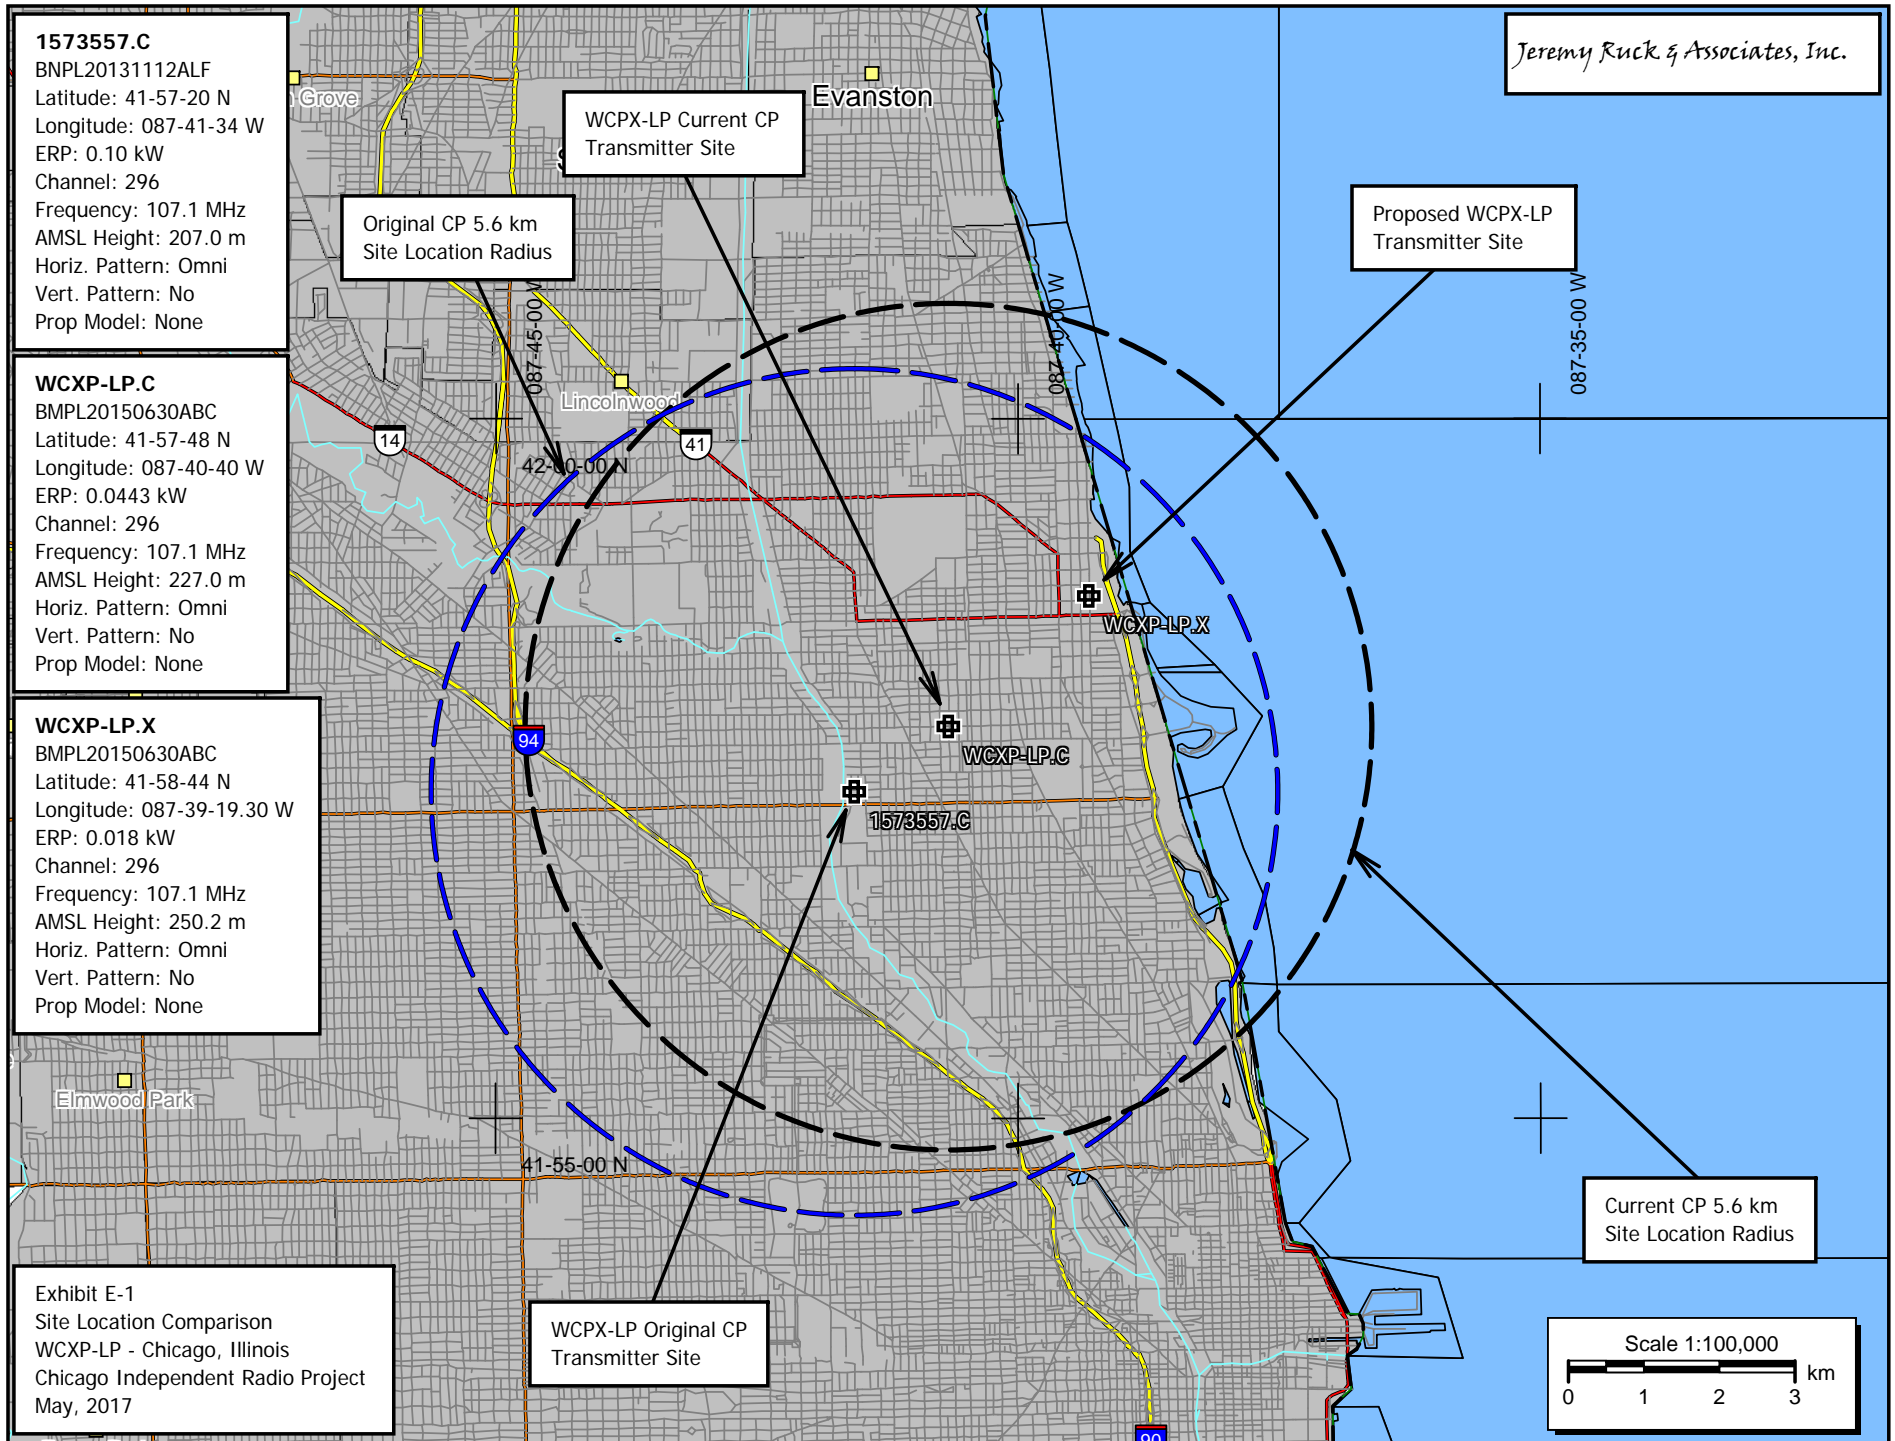 1573557.C
BNPL20131112ALF
Latitude: 41-57-20 N
Longitude: 087-41-34 W
ERP: 0.10 kW
Channel: 296
Frequency: 107.1 MHz
AMSL Height: 207.0 m
Horiz. Pattern: Omni
Vert. Pattern: No
Prop Model: None
WCXP-LP.C
BMPL20150630ABC
Latitude: 41-57-48 N
Longitude: 087-40-40 W
ERP: 0.0443 kW
Channel: 296
Frequency: 107.1 MHz
AMSL Height: 227.0 m
Horiz. Pattern: Omni
Vert. Pattern: No
Prop Model: None
WCXP-LP.X
BMPL20150630ABC
Latitude: 41-58-44 N
Longitude: 087-39-19.30 W
ERP: 0.018 kW
Channel: 296
Frequency: 107.1 MHz
AMSL Height: 250.2 m
Horiz. Pattern: Omni
Vert. Pattern: No
Prop Model: None
Exhibit E-1
Site Location Comparison
WCXP-LP - Chicago, Illinois
Chicago Independent Radio Project
May, 2017
Jeremy Ruck & Associates, Inc.
Grove
Evanston
WCPX-LP Current CP
Transmitter Site
Original CP 5.6 km
Site Location Radius
Proposed WCPX-LP
Transmitter Site
087-45-00 W
087-40-00 W
087-35-00 W
Lincolnwood
14
41
42-00-00 N
WCXP-LP.X
94
WCXP-LP.C
1573557.C
Elmwood Park
41-55-00 N
Current CP 5.6 km
Site Location Radius
WCPX-LP Original CP
Transmitter Site
90
Scale 1:100,000
km
0 1 2 3